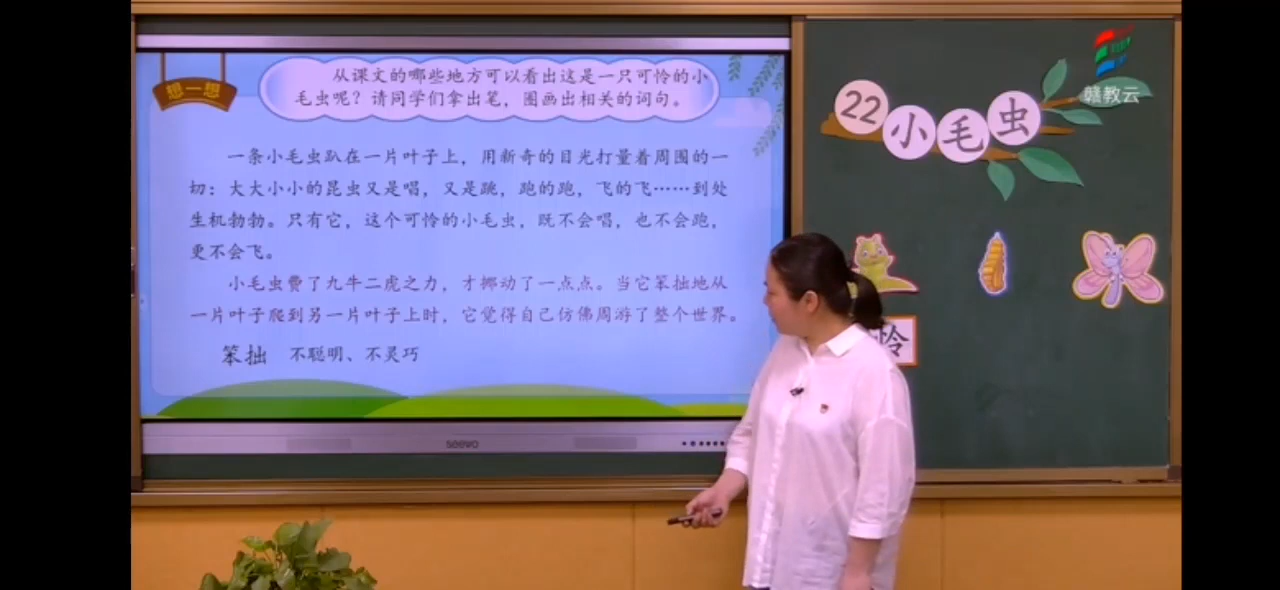 想一想
从课文的哪些地方可以看出这是一只可怜的小
毛虫呢？请同学们拿出笔，圈画出相关的词句。
一条小毛虫趴在一片叶子上，用新奇的目光打量着周围的一
切：大大小小的昆虫又是唱，又是跳，跑的跑，飞的飞……到处
生机勃勃。只有它，这个可怜的小毛虫，既不会唱，也不会跑，
更不会飞。
小毛虫费了九牛二虎之力，才挪动了一点点。当它笨拙地从
一片叶子爬到另一片叶子上时，它觉得自己仿佛周游了整个世界。
笨拙 不聪明、不灵巧
seewo
22
小毛虫
赣教云
怜